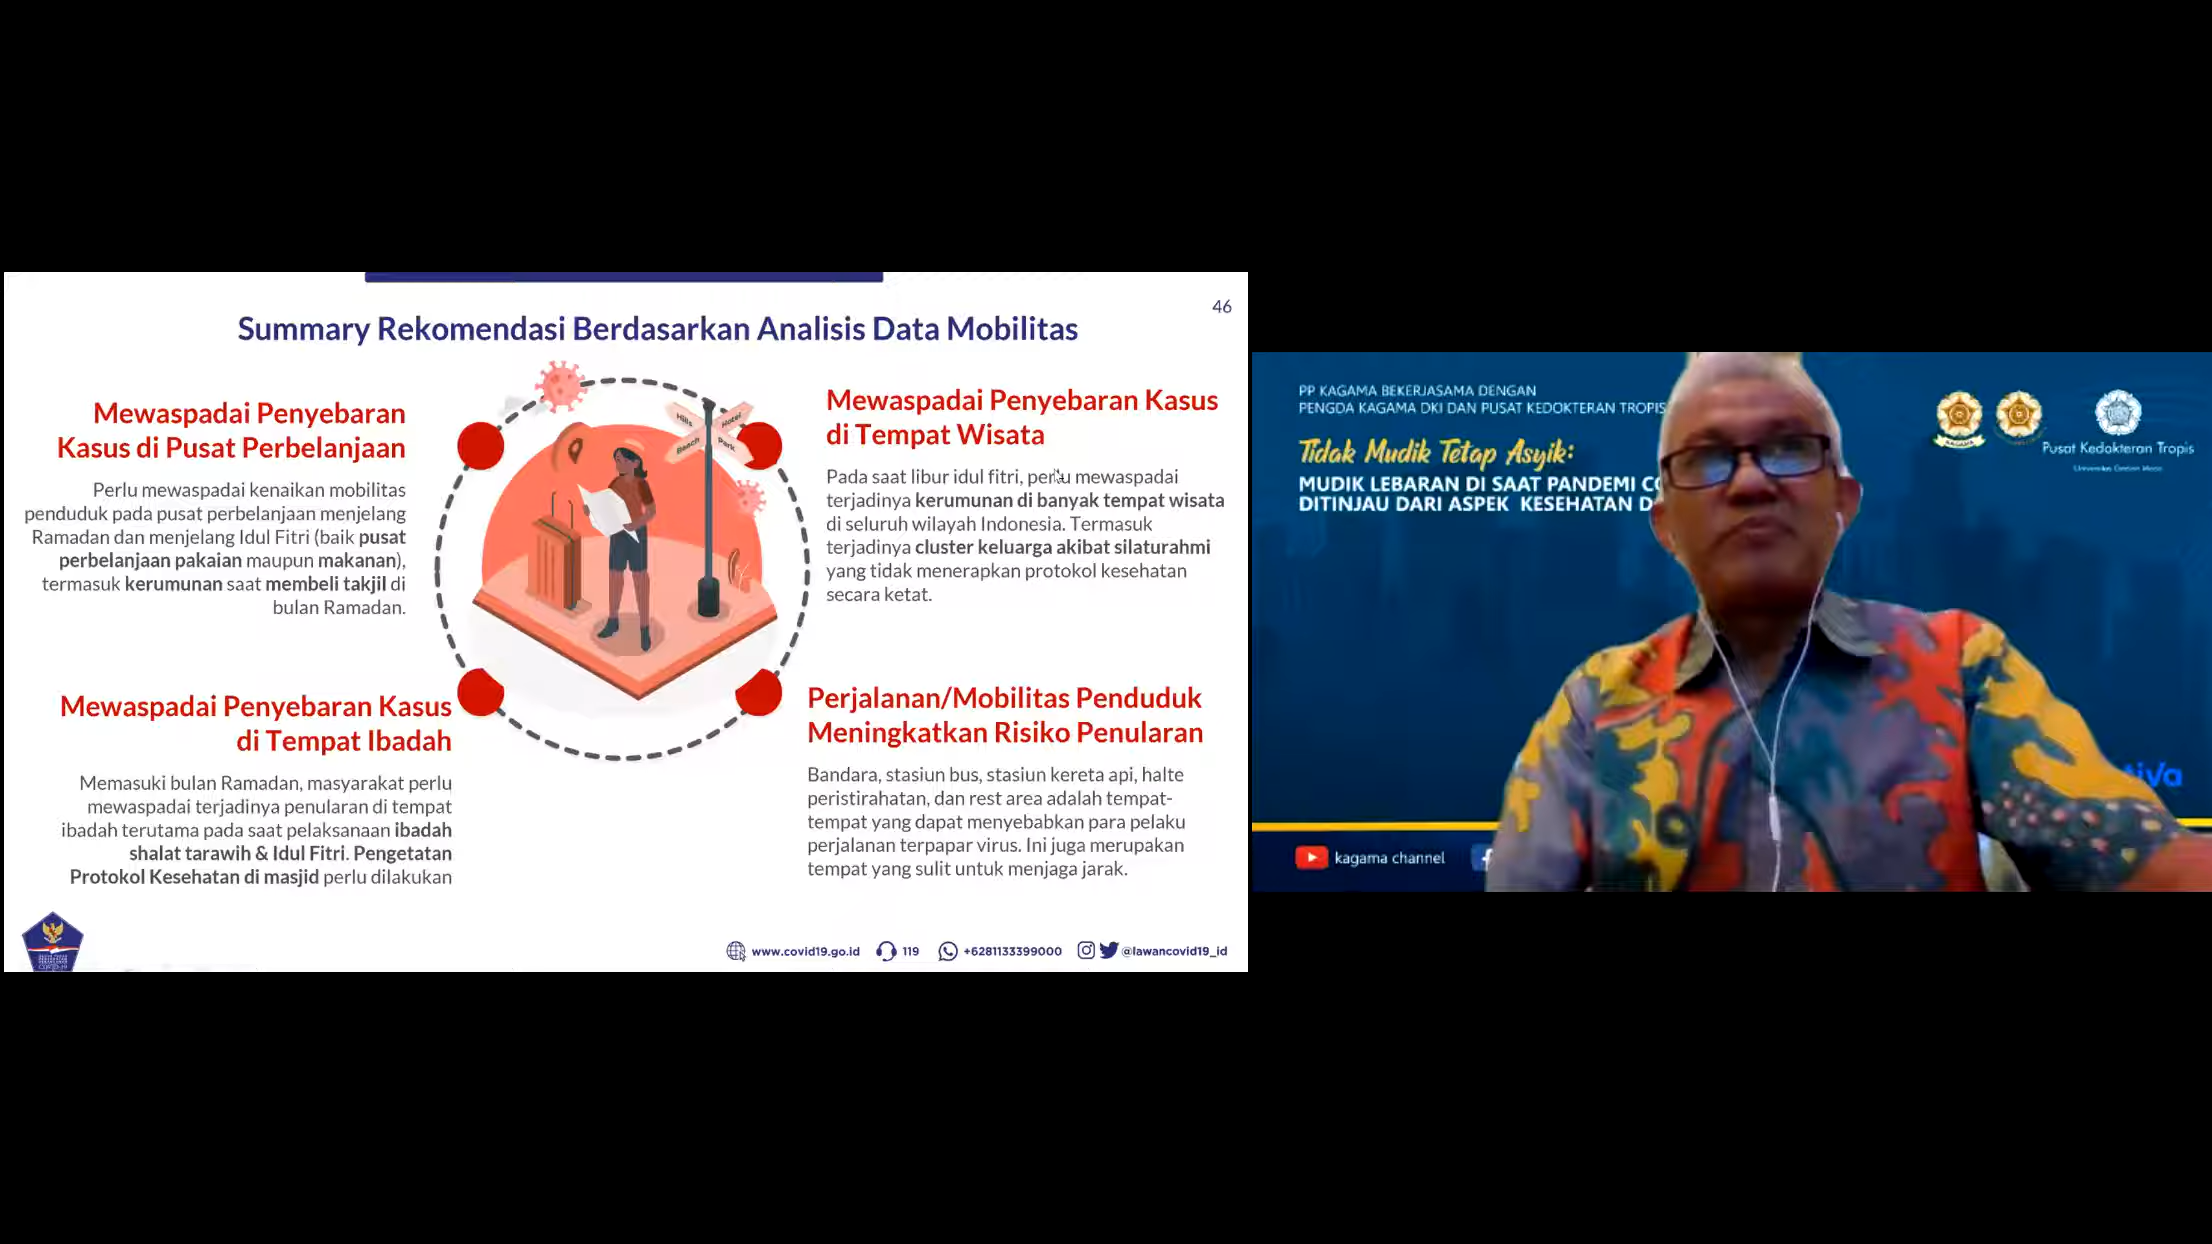 46
Summary Rekomendasi Berdasarkan Analisis Data Mobilitas
Mewaspadai Penyebaran
Kasus di Pusat Perbelanjaan
Perlu mewaspadai kenaikan mobilitas
penduduk pada pusat perbelanjaan menjelang
Ramadan dan menjelang Idul Fitri (baik pusat
perbelanjaan pakaian maupun makanan),
termasuk kerumunan saat membeli takjil di
bulan Ramadan.
Mewaspadai Penyebaran Kasus
di Tempat Ibadah
Memasuki bulan Ramadan, masyarakat perlu
mewaspadai terjadinya penularan di tempat
ibadah terutama pada saat pelaksanaan ibadah
shalat tarawih & Idul Fitri. Pengetatan
Protokol Kesehatan di masjid perlu dilakukan
Hills
Hotel
Beach
Park
Mewaspadai Penyebaran Kasus
di Tempat Wisata
Pada saat libur idul fitri, perlu mewaspadai
terjadinya kerumunan di banyak tempat wisata
di seluruh wilayah Indonesia. Termasuk
terjadinya cluster keluarga akibat silaturahmi
yang tidak menerapkan protokol kesehatan
secara ketat.
Perjalanan/Mobilitas Penduduk
Meningkatkan Risiko Penularan
Bandara, stasiun bus, stasiun kereta api, halte
peristirahatan, dan rest area adalah tempat-
tempat yang dapat menyebabkan para pelaku
perjalanan terpapar virus. Ini juga merupakan
tempat yang sulit untuk menjaga jarak.
www.covid19.go.id 119 +6281133399000 @lawancovid19_id
PP KAGAMA BEKERJASAMA DENGAN
PENGDA KAGAMA DKI DAN PUSAT KEDOKTERAN TROPIS
Tidak Mudik Tetap Asyik:
MUDIK LEBARAN DI SAAT PANDEMI
DITINJAU DARI ASPEK KESEHATAN
KAGAMA
Pusat Kedokteran Tropis
kagama channel